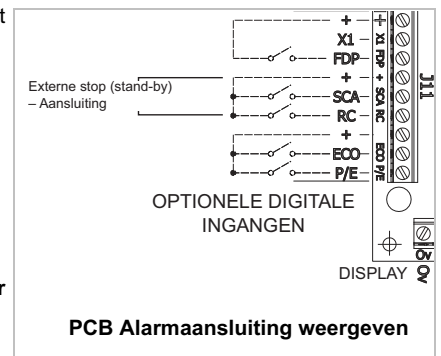 t
+
X1
FDP
+
SCA
RC
+
ECO
P/E
+
X1 FDP
+
SCA RC
ECO P/E
J11
Externe stop (stand-by)
– Aansluiting
OPTIONELE DIGITALE
INGANGEN
0v
0v
DISPLAY
r
PCB Alarmaansluiting weergeven